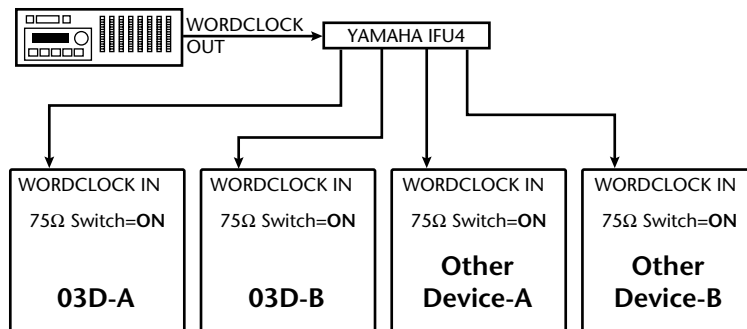 WORDCLOCK
OUT
YAMAHA IFU4
WORDCLOCK IN
75Ω Switch=ON
03D-A
WORDCLOCK IN
75Ω Switch=ON
03D-B
WORDCLOCK IN
75Ω Switch=ON
Other
Device-A
WORDCLOCK IN
75Ω Switch=ON
Other
Device-B